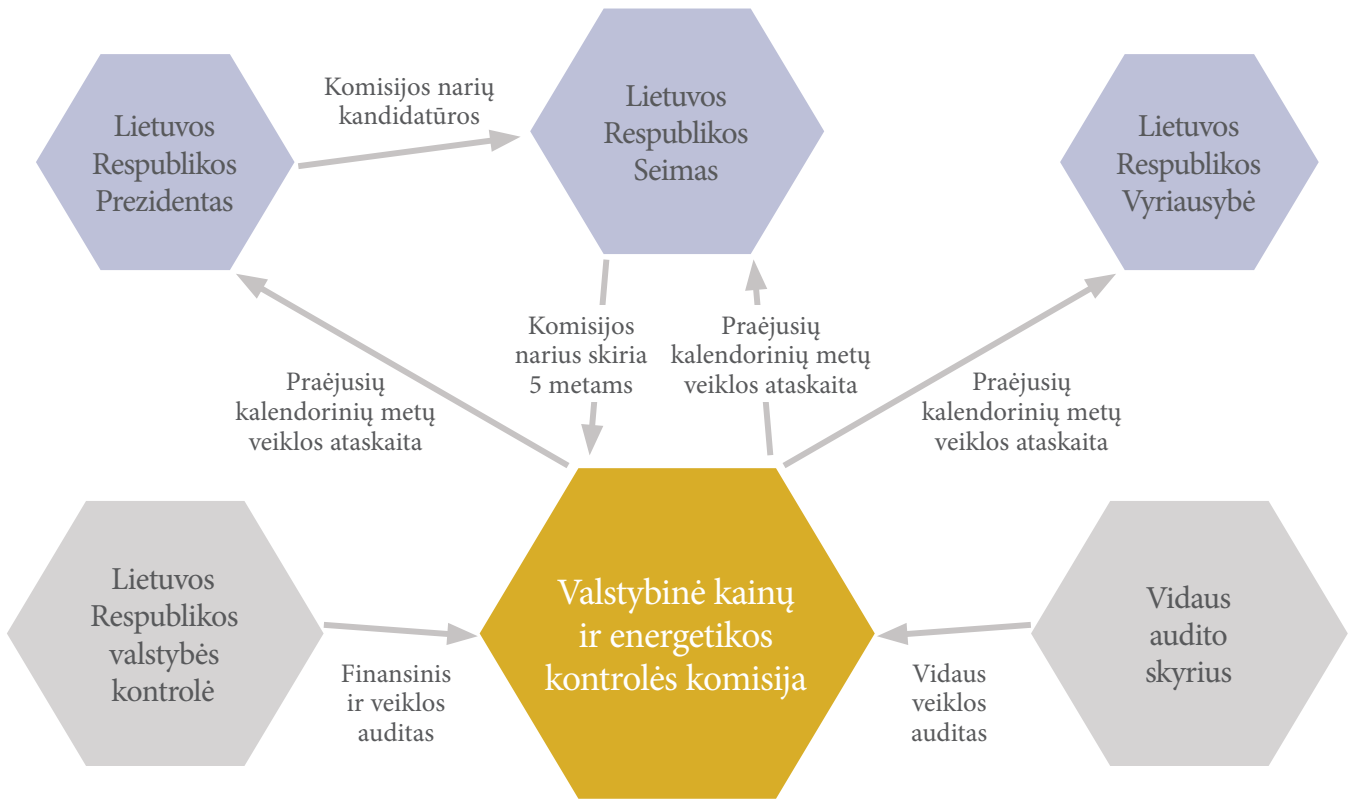 Lietuvos
Respublikos
Prezidentas
Komisijos narių
kandidatūros
Lietuvos
Respublikos
Seimas
Lietuvos
Respublikos
Vyriausybė
Praėjusių
kalendorinių metų
veiklos ataskaita
Komisijos
narius skiria
5 metams
Praėjusių
kalendorinių metų
veiklos ataskaita
Praėjusių
kalendorinių metų
veiklos ataskaita
Lietuvos
Respublikos
valstybės
kontrolė
Finansinis
ir veiklos
auditas
Valstybinė kainų
ir energetikos
kontrolės komisija
Vidaus
veiklos
auditas
Vidaus
audito
skyrius